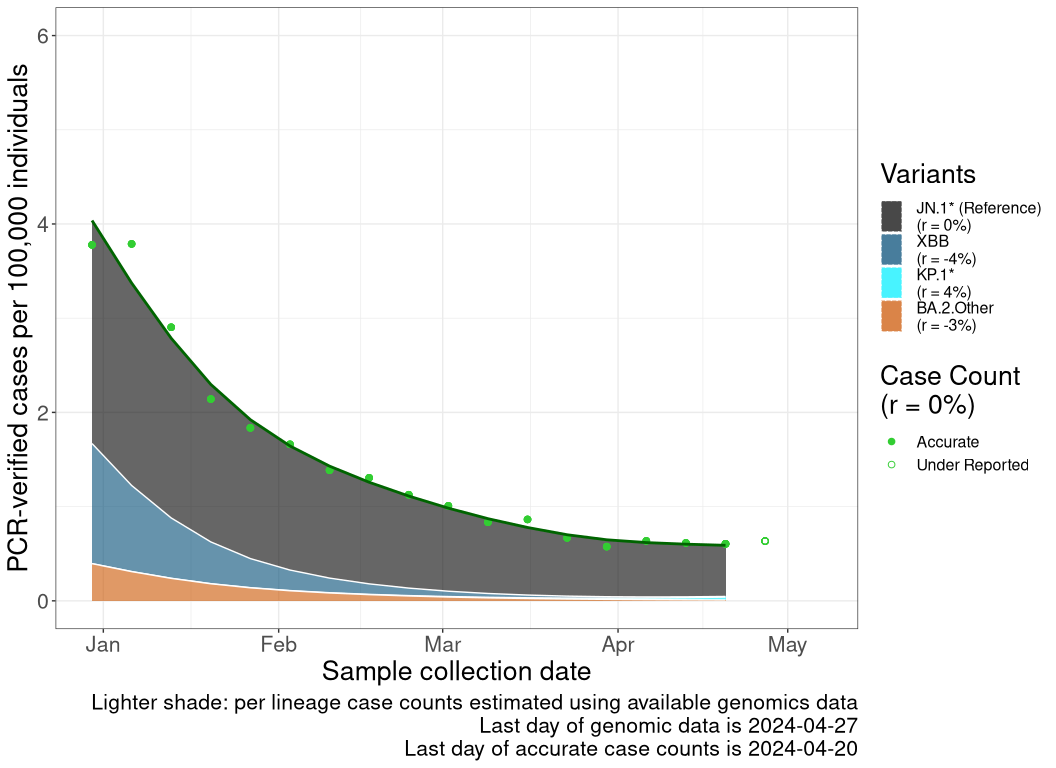 PCR-verified cases per 100,000 individuals
6
4
2
0
Jan Feb Mar Apr May
Sample collection date
Lighter shade: per lineage case counts estimated using available genomics data
Last day of genomic data is 2024-04-27
Last day of accurate case counts is 2024-04-20
Variants
JN.1* (Reference)
(r = 0%)
XBB
(r = -4%)
KP.1*
(r = 4%)
BA.2.Other
(r = -3%)
Case Count
(r = 0%)
Accurate
Under Reported